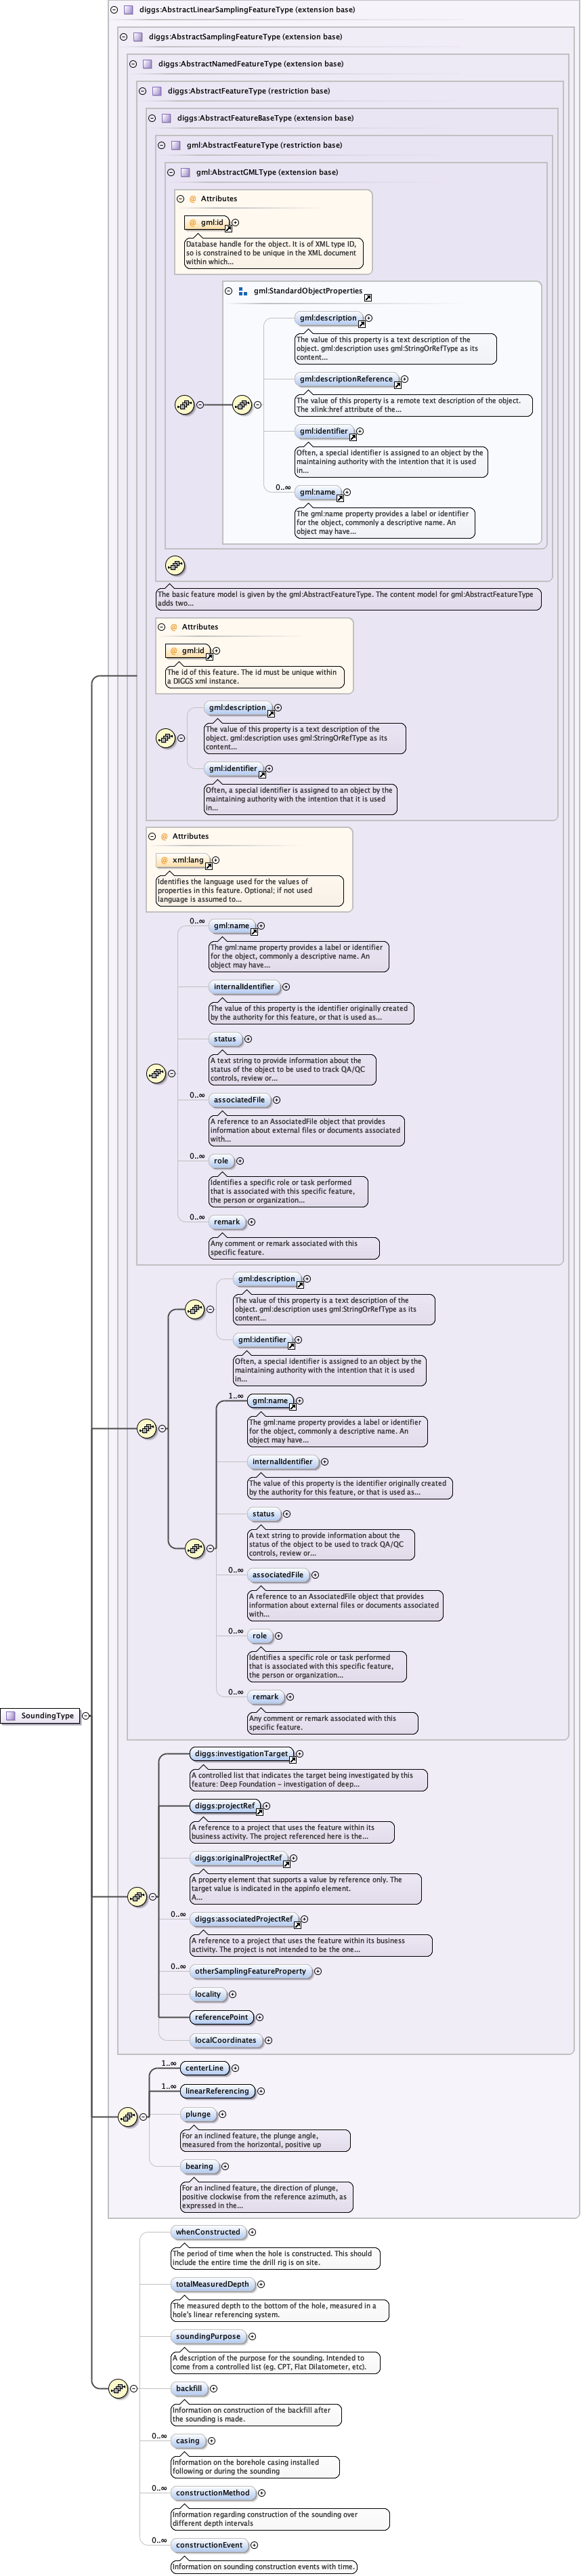 diggs:AbstractLinearSamplingFeatureType (extension base)
diggs:AbstractSamplingFeatureType (extension base)
diggs:AbstractNamedFeatureType (extension base)
diggs:AbstractFeatureType (restriction base)
diggs:AbstractFeatureBaseType (extension base)
gml:AbstractFeatureType (restriction base)
gml:AbstractGMLType (extension base)
@ Attributes
@ gml:id
Database handle for the object. It is of XML type ID,
so is constrained to be unique in the XML document
within which...
gml:StandardObjectProperties
gml:description
The value of this property is a text description of the
object. gml:description uses gml:StringOrRefType as its
content...
gml:descriptionReference
The value of this property is a remote text description of the object.
The xlink:href attribute of the...
gml:identifier
Often, a special identifier is assigned to an object by the
maintaining authority with the intention that it is used
in...
0..∞
gml:name
The gml:name property provides a label or identifier
for the object, commonly a descriptive name. An
object may have...
The basic feature model is given by the gml:AbstractFeatureType. The content model for gml:AbstractFeatureType
adds two...
@ Attributes
@ gml:id
The id of this feature. The id must be unique within
a DIGGS xml instance.
gml:description
The value of this property is a text description of the
object. gml:description uses gml:StringOrRefType as its
content...
gml:identifier
Often, a special identifier is assigned to an object by the
maintaining authority with the intention that it is used
in...
@ Attributes
@ xml:lang
Identifies the language used for the values of
properties in this feature. Optional; if not used
language is assumed to...
0..∞
gml:name
The gml:name property provides a label or identifier
for the object, commonly a descriptive name. An
object may have...
internalIdentifier
The value of this property is the identifier originally created
by the authority for this feature, or that is used as...
status
A text string to provide information about the
status of the object to be used to track QA/QC
controls, review or...
0..∞
associatedFile
A reference to an AssociatedFile object that provides
information about external files or documents associated
with...
0..∞
role
Identifies a specific role or task performed
that is associated with this specific feature,
the person or organization...
0..∞
remark
Any comment or remark associated with this
specific feature.
gml:description
The value of this property is a text description of the
object. gml:description uses gml:StringOrRefType as its
content...
gml:identifier
Often, a special identifier is assigned to an object by the
maintaining authority with the intention that it is used
in...
1..∞
gml:name
The gml:name property provides a label or identifier
for the object, commonly a descriptive name. An
object may have...
internalIdentifier
The value of this property is the identifier originally created
by the authority for this feature, or that is used as...
status
A text string to provide information about the
status of the object to be used to track QA/QC
controls, review or...
0..∞
associatedFile
A reference to an AssociatedFile object that provides
information about external files or documents associated
with...
0..∞
role
Identifies a specific role or task performed
that is associated with this specific feature,
the person or organization...
0..∞
remark
Any comment or remark associated with this
specific feature.
SoundingType
diggs:investigationTarget
A controlled list that indicates the target being investigated by this
feature: Deep Foundation - investigation of deep...
diggs:projectRef
A reference to a project that uses the feature within its
business activity. The project referenced here is the...
diggs:originalProjectRef
A property element that supports a value by reference only. The
target value is indicated in the appinfo element.
A...
0..∞
diggs:associatedProjectRef
A reference to a project that uses the feature within its business
activity. The project is not intended to be the one...
0..∞
otherSamplingFeatureProperty
locality
referencePoint
localCoordinates
1..∞
centerLine
1..∞
linearReferencing
plunge
For an inclined feature, the plunge angle,
measured from the horizontal, positive up
bearing
For an inclined feature, the direction of plunge,
positive clockwise from the reference azimuth, as
expressed in the...
whenConstructed
The period of time when the hole is constructed. This should
include the entire time the drill rig is on site.
totalMeasuredDepth
The measured depth to the bottom of the hole, measured in a
hole's linear referencing system.
soundingPurpose
A description of the purpose for the sounding. Intended to
come from a controlled list (eg. CPT, Flat Dilatometer, etc).
backfill
Information on construction of the backfill after
the sounding is made.
0..∞
casing
Information on the borehole casing installed
following or during the sounding
0..∞
constructionMethod
Information regarding construction of the sounding over
different depth intervals
0..∞
constructionEvent
Information on sounding construction events with time.